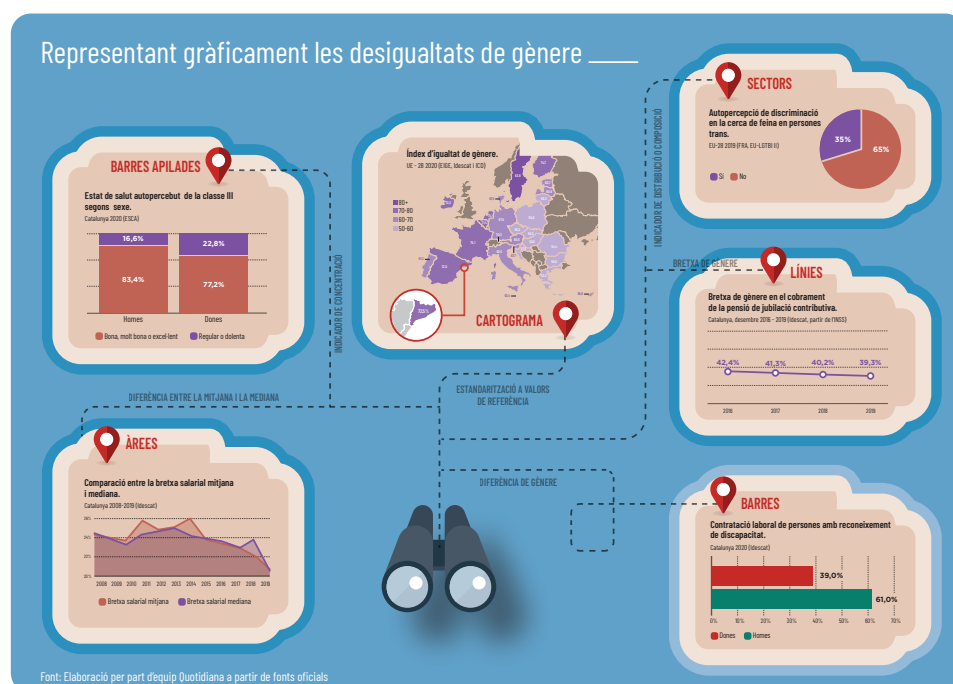 Representant gràficament les desigualtats de gènere
BARRES APILADES
Estat de salut autopercebut de la classe III
segons sexe.
Catalunya 2020 (ESCA)
16,6%
22,8%
83,4%
77,2%
Homes
Dones
Bona, molt bona o excel·lent
Regular o dolenta
INDICADOR DE CONCENTRACIÓ
Índex d'igualtat de gènere.
UE - 28 2020 (EIGE, Idescat i ICD)
80+
70-80
60-70
50-60
CARTOGRAMA
INDICADOR DE DISTRIBUCIÓ O COMPOSICIÓ
SECTORS
Autopercepció de discriminació
en la cerca de feina en persones
trans.
EU-28 2019 (FRA, EU-LGTBI II)
35%
65%
Sí
No
BRETXA DE GÈNERE
LÍNIES
Bretxa de gènere en el cobrament
de la pensió de jubilació contributiva.
Catalunya, desembre 2016 - 2019 (Idescat, partir de l'INSS)
42,4%
41,3%
40,2%
39,3%
2016
2017
2018
2019
DIFERÈNCIA ENTRE LA MITJANA I LA MEDIANA
ESTANDARITZACIÓ A VALORS
DE REFERÈNCIA
ÀREES
Comparació entre la bretxa salarial mitjana
i mediana.
Catalunya 2008-2019 (Idescat)
2008 2009 2010 2011 2012 2013 2014 2015 2016 2017 2018 2019
Bretxa salarial mitjana
Bretxa salarial mediana
DIFERÈNCIA DE GÈNERE
BARRES
Contractació laboral de persones amb reconeixement
de discapacitat.
Catalunya 2020 (Idescat)
39,0%
61,0%
0% 10% 20% 30% 40% 50% 60% 70%
Dones
Homes
Font: Elaboració per part d'equip Quotidiana a partir de fonts oficials